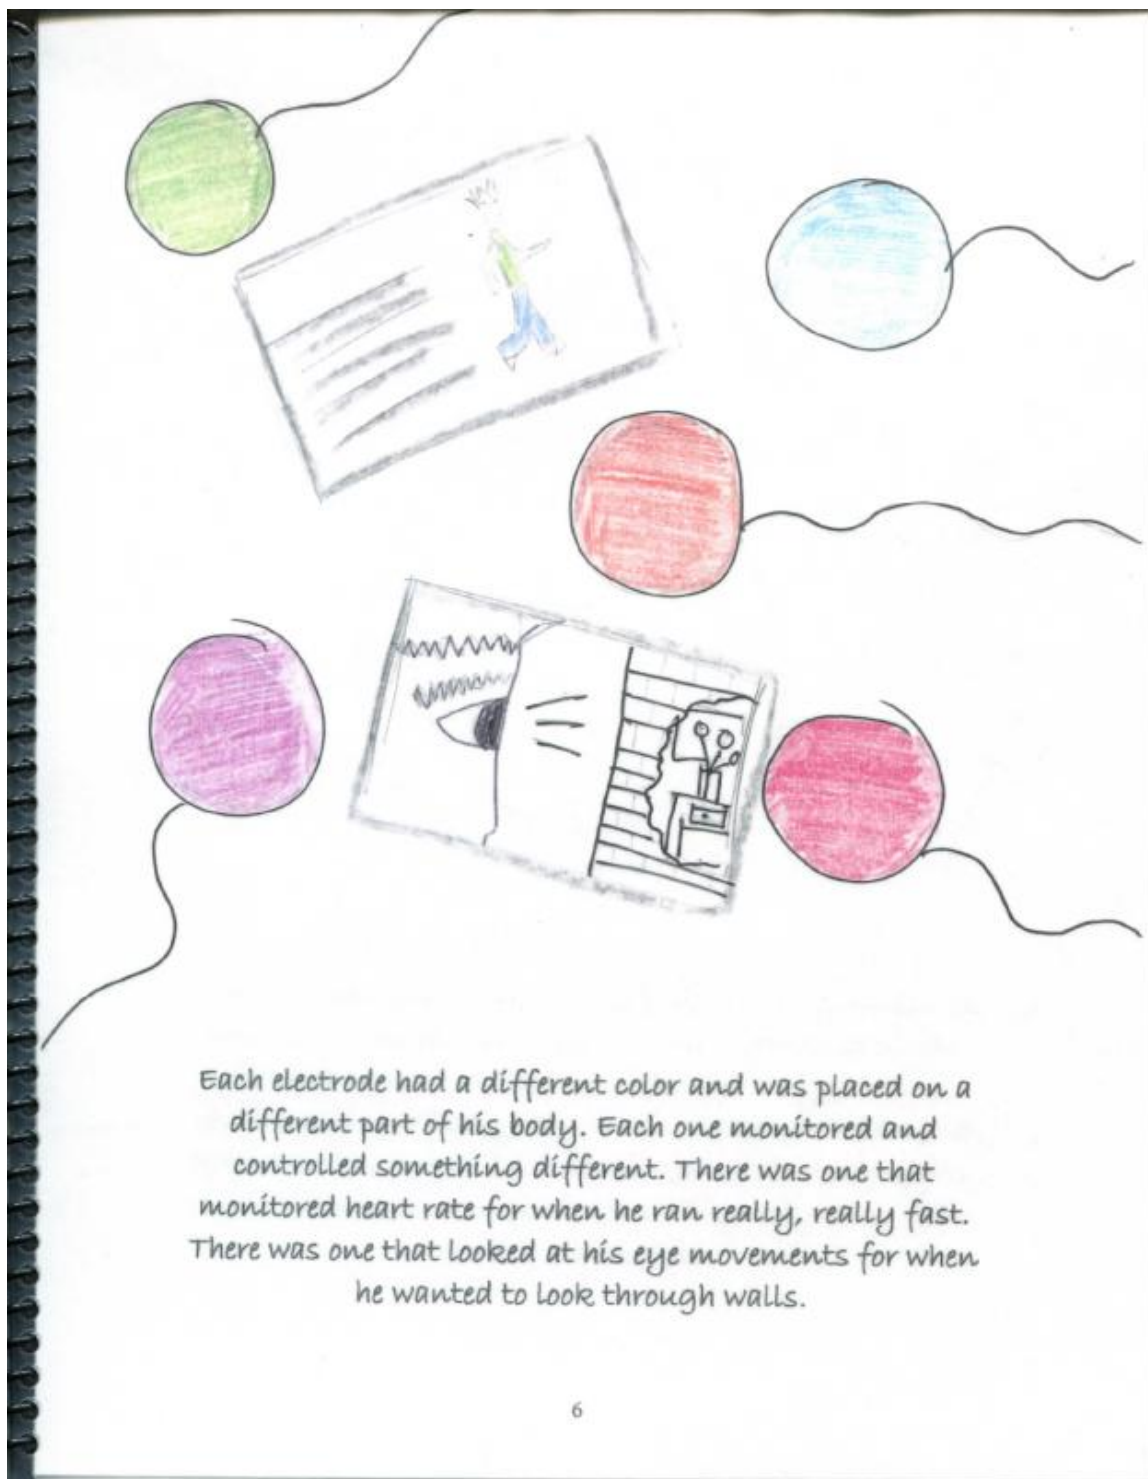 Each electrode had a different color and was placed on a
different part of his body. Each one monitored and
controlled something different. There was one that
monitored heart rate for when he ran really, really fast.
There was one that looked at his eye movements for when
he wanted to look through walls.
6